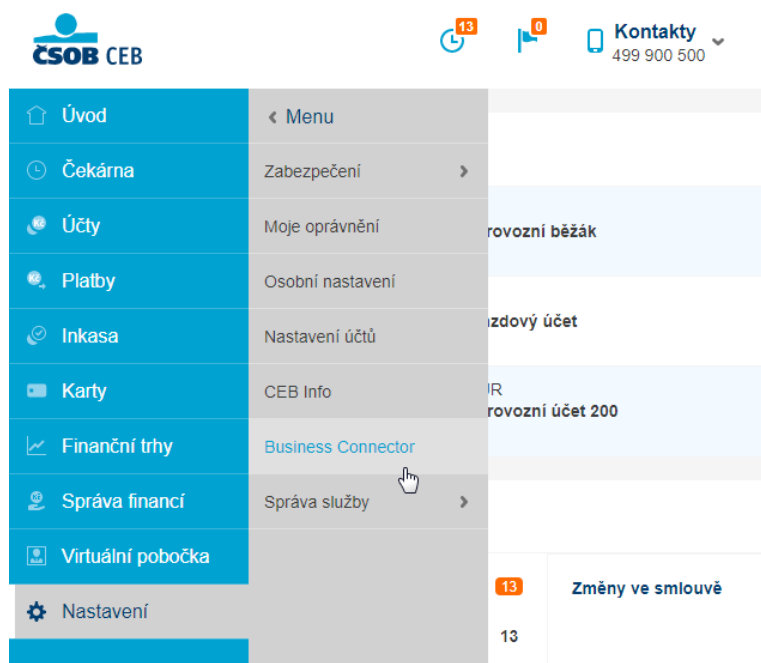 ČSOB CEB
13
0
Kontakty
499 900 500
Úvod
Čekárna
Účty
Platby
Inkasa
Karty
Finanční trhy
Správa financí
Virtuální pobočka
Nastavení
Menu
Zabezpečení
Moje oprávnění
Osobní nastavení
Nastavení účtů
CEB Info
Business Connector
Správa služby
rovozní běžák
zdový účet
UR
rovozní účet 200
13
Změny ve smlouvě
13